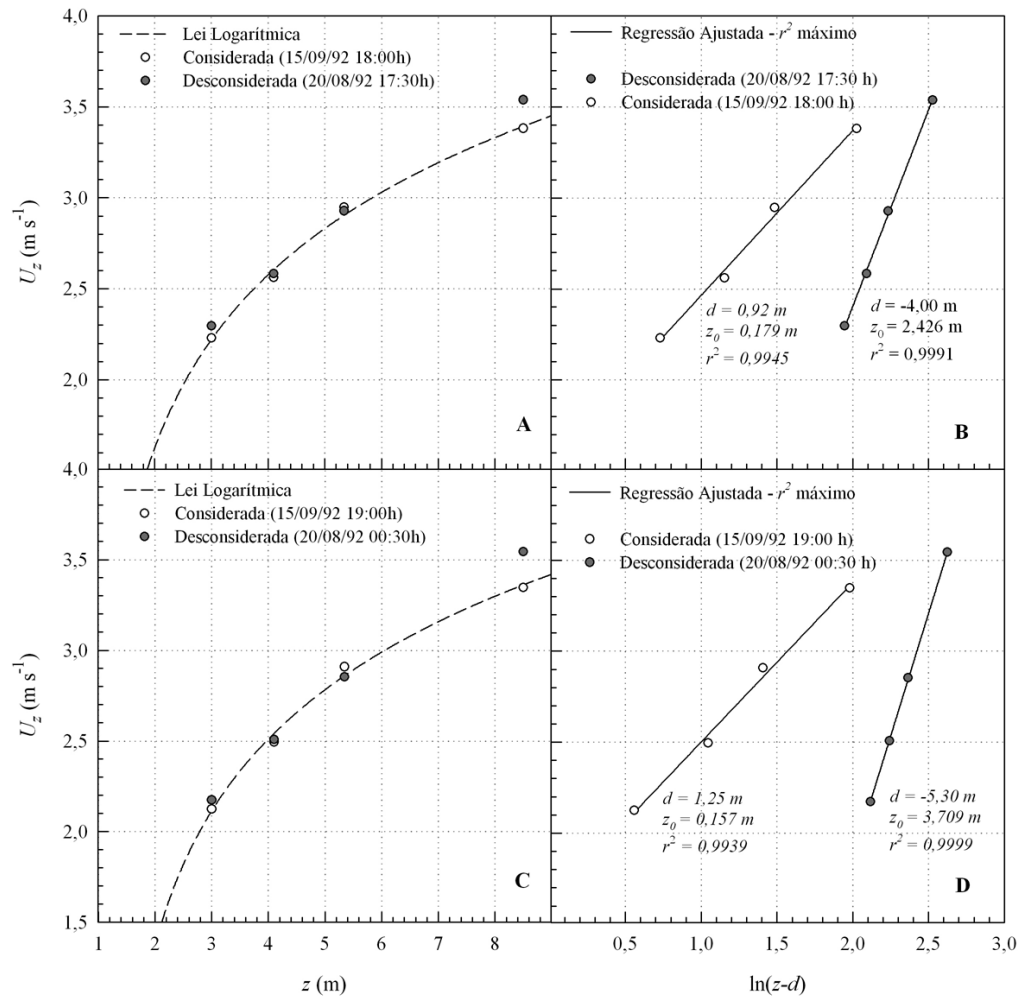 4,0
3,5
3,0
2,5
2,0
4,0
U_z (m s⁻¹)
Lei Logarítmica
Considerada (15/09/92 18:00h)
Desconsiderada (20/08/92 17:30h)
A
Regressão Ajustada - r² máximo
Desconsiderada (20/08/92 17:30 h)
Considerada (15/09/92 18:00 h)
d = 0,92 m
z₀ = 0,179 m
r² = 0,9945
d = -4,00 m
z₀ = 2,426 m
r² = 0,9991
B
3,5
3,0
2,5
2,0
1,5
U_z (m s⁻¹)
Lei Logarítmica
Considerada (15/09/92 19:00h)
Desconsiderada (20/08/92 00:30h)
C
1 2 3 4 5 6 7 8
z (m)
Regressão Ajustada - r² máximo
Considerada (15/09/92 19:00 h)
Desconsiderada (20/08/92 00:30 h)
d = 1,25 m
z₀ = 0,157 m
r² = 0,9939
d = -5,30 m
z₀ = 3,709 m
r² = 0,9999
D
0,5 1,0 1,5 2,0 2,5 3,0
ln(z-d)